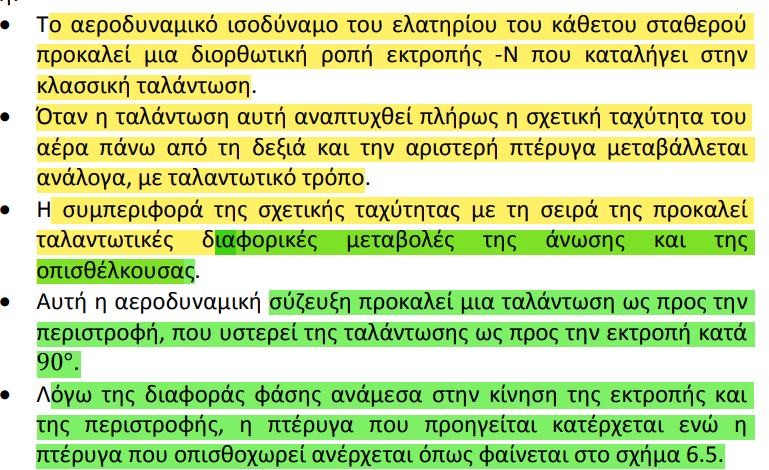 • Το αεροδυναμικό ισοδύναμο του ελατηρίου του κάθετου σταθερού
προκαλεί μια διορθωτική ροπή εκτροπής -Ν που καταλήγει στην
κλασσική ταλάντωση.
• Όταν η ταλάντωση αυτή αναπτυχθεί πλήρως η σχετική ταχύτητα του
αέρα πάνω από τη δεξιά και την αριστερή πτέρυγα μεταβάλλεται
ανάλογα, με ταλαντωτικό τρόπο.
• Η συμπεριφορά της σχετικής ταχύτητας με τη σειρά της προκαλεί
ταλαντωτικές διαφορικές μεταβολές της άνωσης και της
οπισθέλκουσας.
• Αυτή η αεροδυναμική σύζευξη προκαλεί μια ταλάντωση ως προς την
περιστροφή, που υστερεί της ταλάντωσης ως προς την εκτροπή κατά
90°.
• Λόγω της διαφοράς φάσης ανάμεσα στην κίνηση της εκτροπής και
της περιστροφής, η πτέρυγα που προηγείται κατέρχεται ενώ η
πτέρυγα που οπισθοχωρεί ανέρχεται όπως φαίνεται στο σχήμα 6.5.